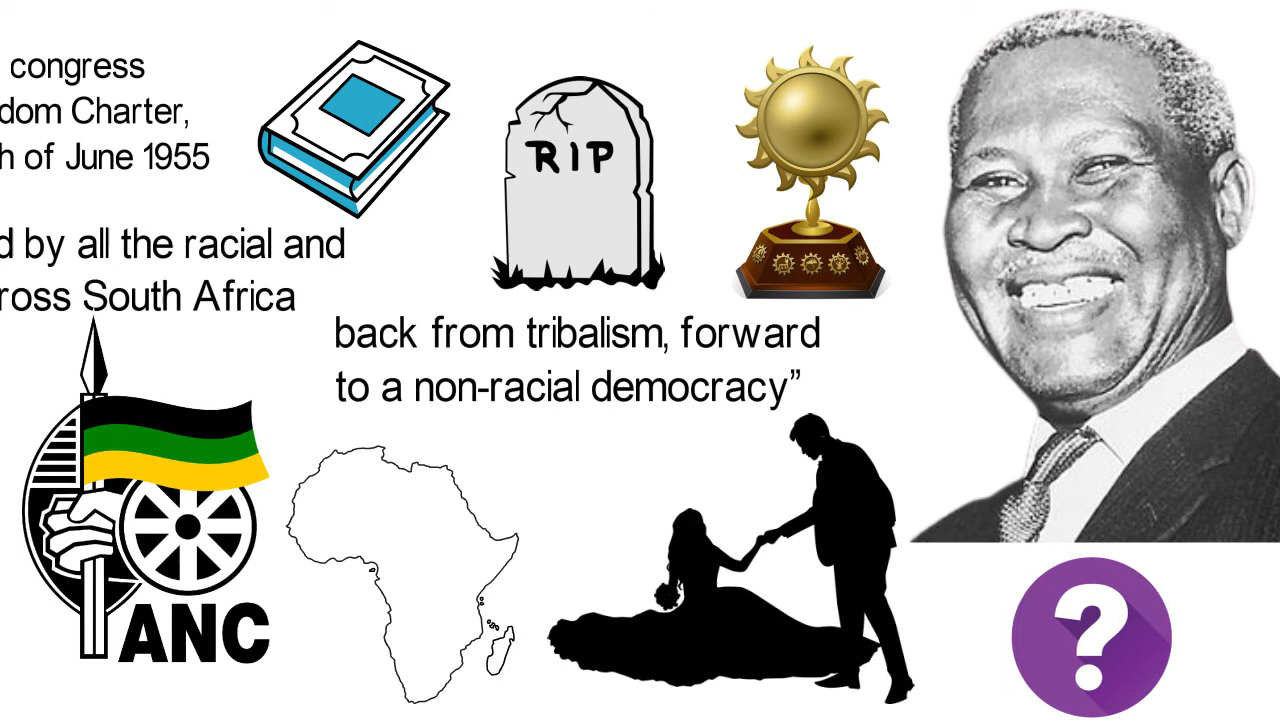 congress
dom Charter,
h of June 1955
RIP
d by all the racial and
ross South Africa
back from tribalism, forward
to a non-racial democracy”
ANC
?